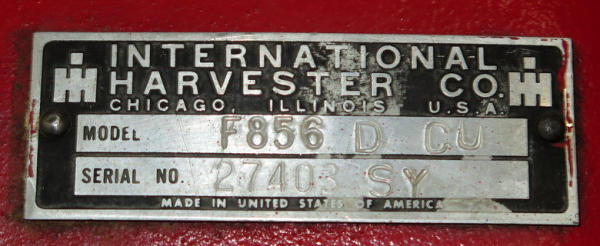 INTERNATIONAL
HARVESTER CO.
CHICAGO, ILLINOIS U.S.A.
MODEL F856 D CU
SERIAL NO. 27403 SY
MADE IN UNITED STATES OF AMERICA